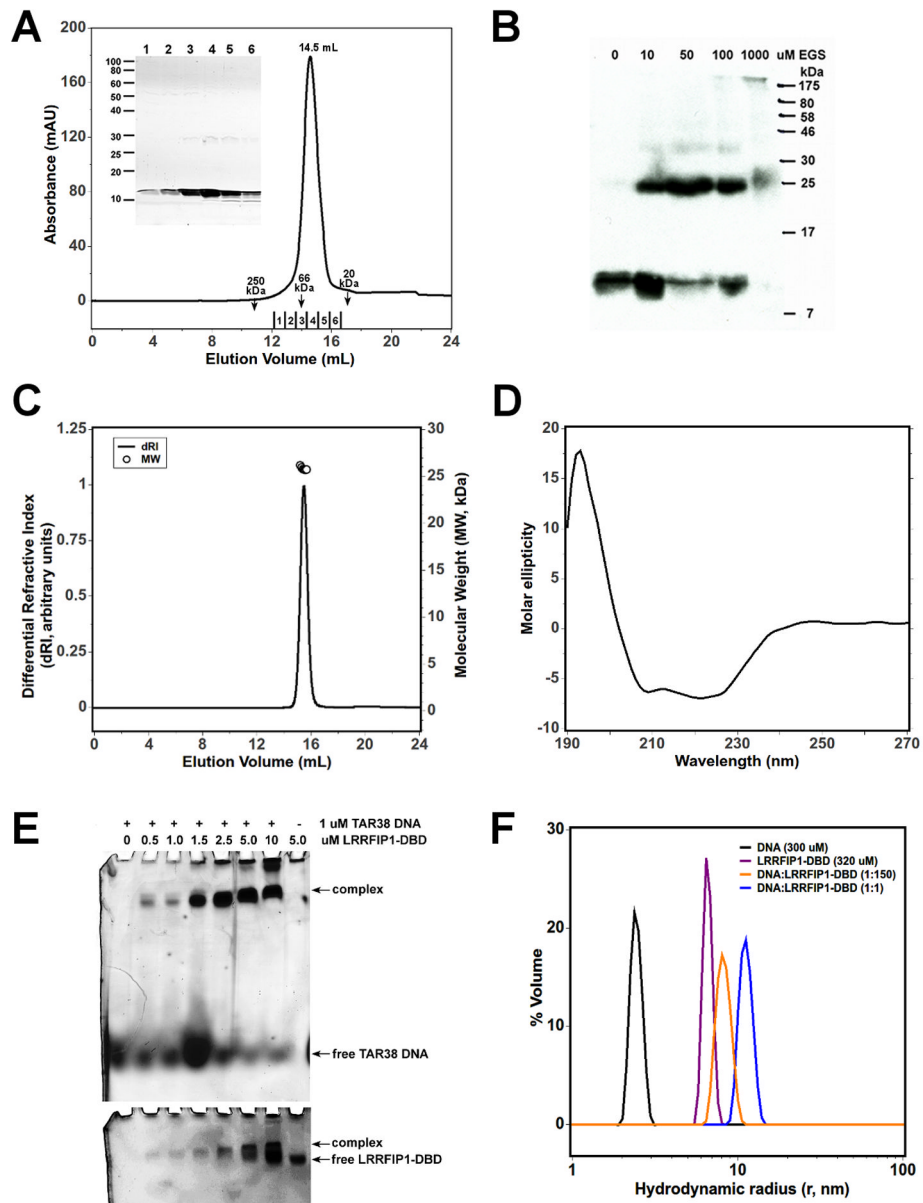 A
200
160
120
80
40
0
Absorbance (mAU)
1 2 3 4 5 6
100
80
60
50
40
30
25
20
10
14.5 mL
250 kDa
66 kDa
20 kDa
1 2 3 4 5 6
0 4 8 12 16 20 24
Elution Volume (mL)
B
0 10 50 100 1000 uM EGS
kDa
175
80
58
46
30
25
17
7
C
1.25
1
0.75
0.5
0.25
0
Differential Refractive Index
(dRI, arbitrary units)
dRI
MW
30
25
20
15
10
5
0
Molecular Weight (MW, kDa)
0 4 8 12 16 20 24
Elution Volume (mL)
D
20
15
10
5
0
-5
-10
Molar ellipticity
190 210 230 250 270
Wavelength (nm)
E
+ + + + + + + - 1 uM TAR38 DNA
0 0.5 1.0 1.5 2.5 5.0 10 5.0 uM LRRFIP1-DBD
complex
free TAR38 DNA
complex
free LRRFIP1-DBD
F
30
20
10
0
% Volume
DNA (300 uM)
LRRFIP1-DBD (320 uM)
DNA:LRRFIP1-DBD (1:150)
DNA:LRRFIP1-DBD (1:1)
1 10 100
Hydrodynamic radius (r, nm)